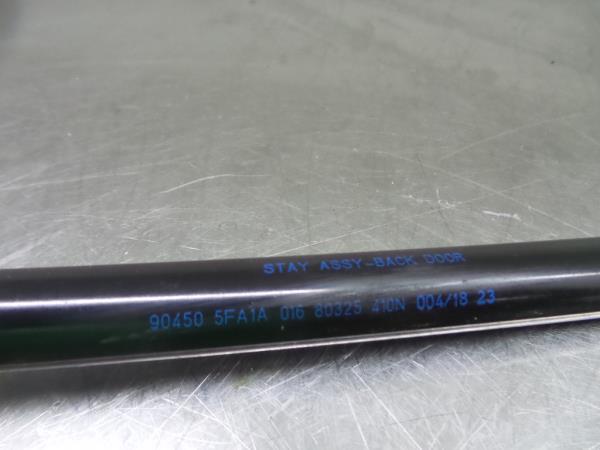 STAY ASSY-BACK DOOR
90450 5FA1A 016 80325 410N 004/18 23